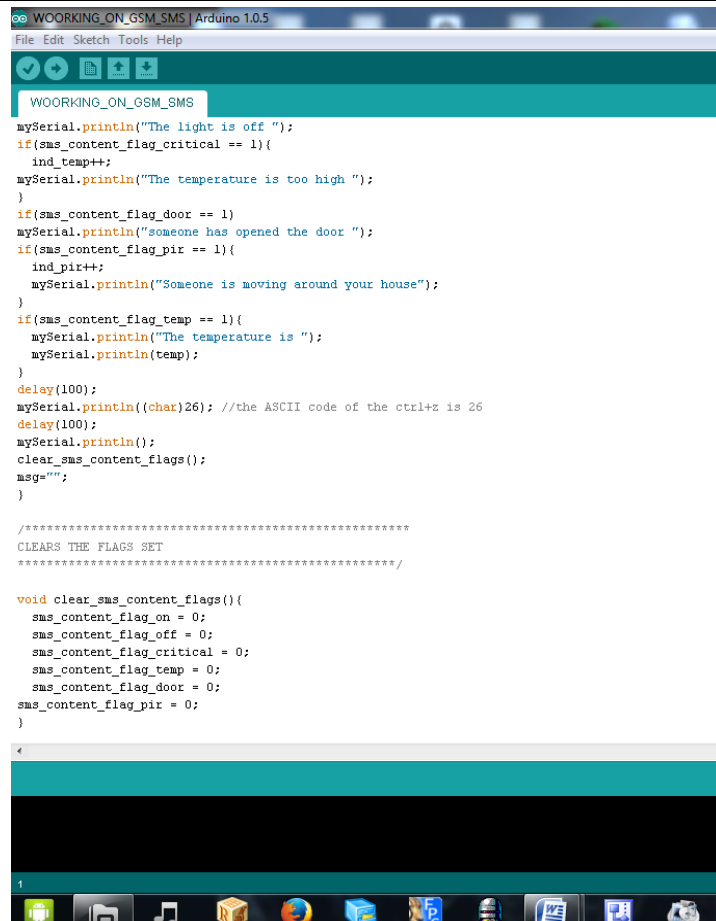 WOORKING_ON_GSM_SMS | Arduino 1.0.5
File Edit Sketch Tools Help
WOORKING_ON_GSM_SMS
mySerial.println("The light is off ");
if(sms_content_flag_critical == 1){
  ind_temp++;
mySerial.println("The temperature is too high ");
}
if(sms_content_flag_door == 1)
mySerial.println("someone has opened the door ");
if(sms_content_flag_pir == 1){
  ind_pir++;
  mySerial.println("Someone is moving around your house");
}
if(sms_content_flag_temp == 1){
  mySerial.println("The temperature is ");
  mySerial.println(temp);
}
delay(100);
mySerial.println((char)26); //the ASCII code of the ctrl+z is 26
delay(100);
mySerial.println();
clear_sms_content_flags();
msg="";
}
/*****************************************************
CLEARS THE FLAGS SET
****************************************************/
void clear_sms_content_flags(){
  sms_content_flag_on = 0;
  sms_content_flag_off = 0;
  sms_content_flag_critical = 0;
  sms_content_flag_temp = 0;
  sms_content_flag_door = 0;
sms_content_flag_pir = 0;
}
1